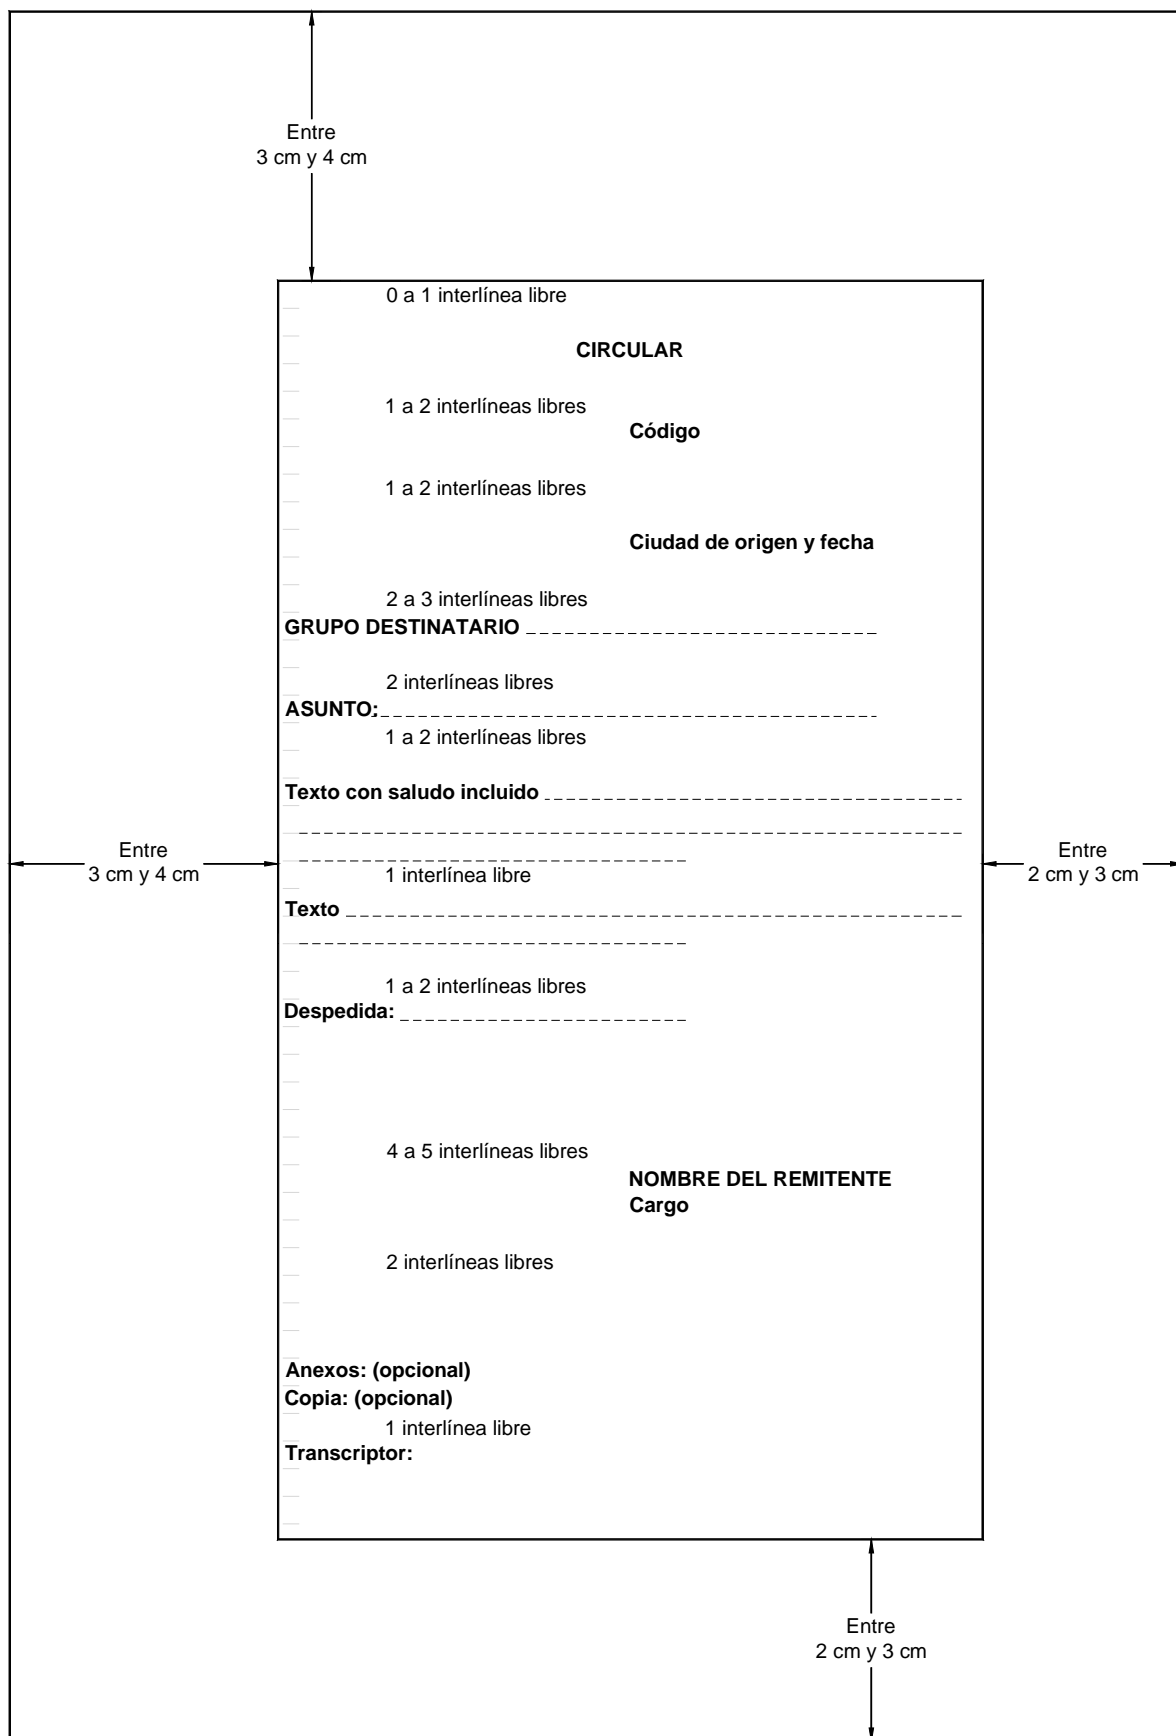 Entre
3 cm y 4 cm
0 a 1 interlínea libre
CIRCULAR
1 a 2 interlíneas libres
Código
1 a 2 interlíneas libres
Ciudad de origen y fecha
2 a 3 interlíneas libres
GRUPO DESTINATARIO
2 interlíneas libres
ASUNTO:
1 a 2 interlíneas libres
Texto con saludo incluido
Entre
3 cm y 4 cm
Entre
2 cm y 3 cm
1 interlínea libre
Texto
1 a 2 interlíneas libres
Despedida:
4 a 5 interlíneas libres
NOMBRE DEL REMITENTE
Cargo
2 interlíneas libres
Anexos: (opcional)
Copia: (opcional)
1 interlínea libre
Transcriptor:
Entre
2 cm y 3 cm